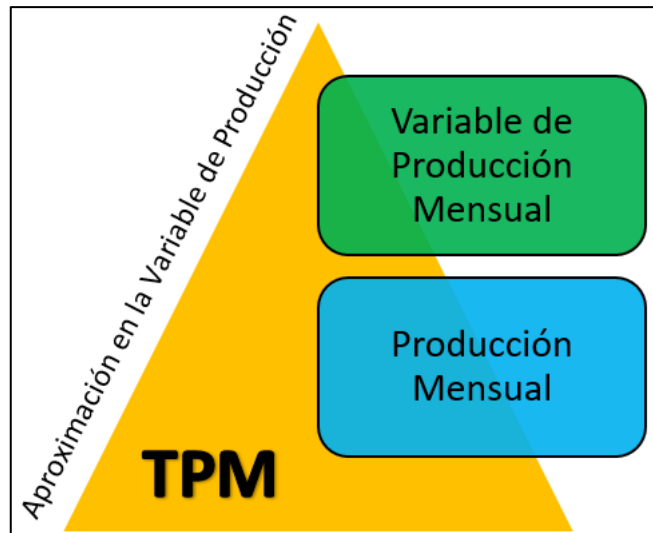 Aproximación en la Variable de Producción
Variable de
Producción
Mensual
Producción
Mensual
TPM